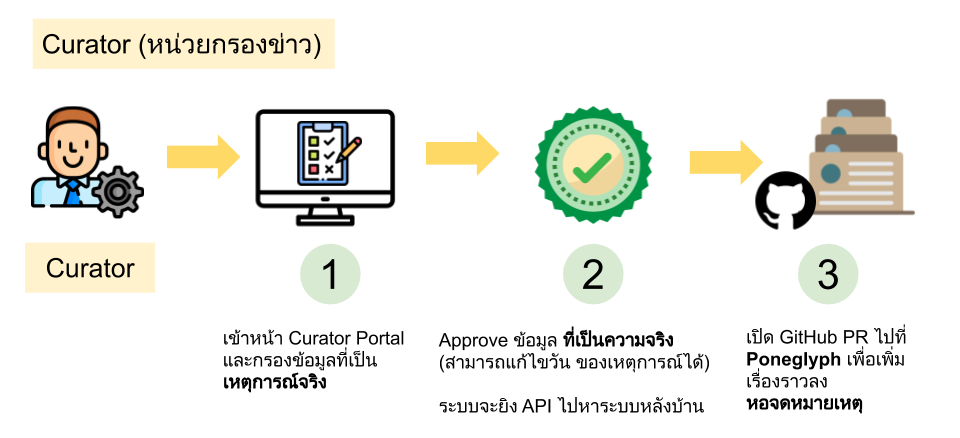 Curator (หน่วยกรองข่าว)
Curator
1
เข้าหน้า Curator Portal
และกรองข้อมูลที่เป็น
เหตุการณ์จริง
2
Approve ข้อมูล ที่เป็นความจริง
(สามารถแก้ไขวัน ของเหตุการณ์ได้)
ระบบจะยิง API ไปหาระบบหลังบ้าน
3
เปิด GitHub PR ไปที่
Poneglyph เพื่อเพิ่ม
เรื่องราวลง
หอจดหมายเหตุ